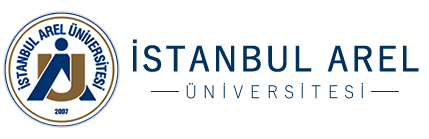 İSTANBUL AREL ÜNİVERSİTESİ
2007
İSTANBUL AREL
ÜNİVERSİTESİ